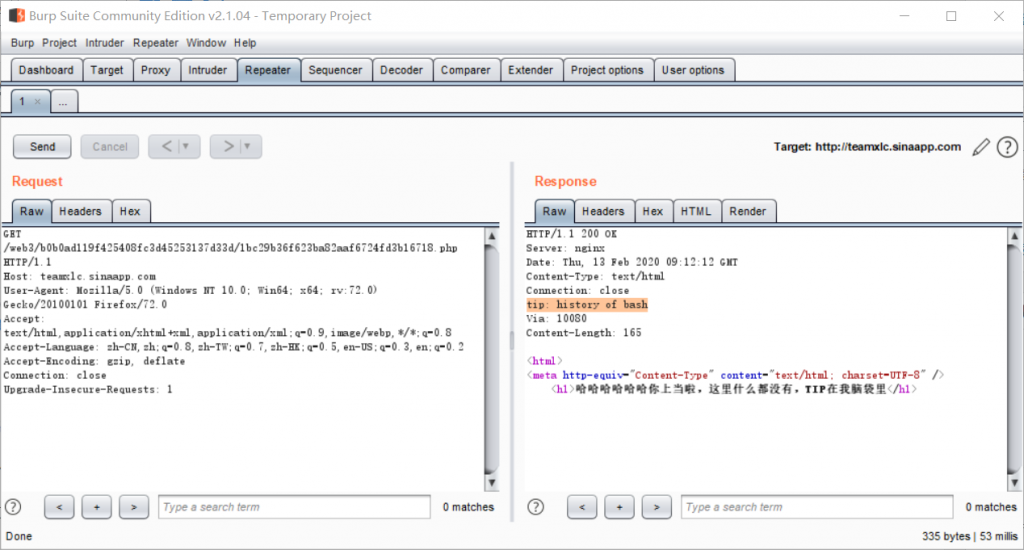 Burp Suite Community Edition v2.1.04 - Temporary Project
Burp Project Intruder Repeater Window Help
Dashboard Target Proxy Intruder Repeater Sequencer Decoder Comparer Extender Project options User options
1 × ...
Send Cancel < ▼ > ▼ Target: http://teamxlc.sinaapp.com ?
Request
Raw Headers Hex
GET
/web3/b0b0ad119f425408fc3d45253137d33d/1bc29b36f623ba82aaf6724fd3b16718.php
HTTP/1.1
Host: teamxlc.sinaapp.com
User-Agent: Mozilla/5.0 (Windows NT 10.0; Win64; x64; rv:72.0)
Gecko/20100101 Firefox/72.0
Accept:
text/html,application/xhtml+xml,application/xml;q=0.9,image/webp,*/*;q=0.8
Accept-Language: zh-CN,zh;q=0.8,zh-TW;q=0.7,zh-HK;q=0.5,en-US;q=0.3,en;q=0.2
Accept-Encoding: gzip, deflate
Connection: close
Upgrade-Insecure-Requests: 1
? < + > Type a search term 0 matches
Response
Raw Headers Hex HTML Render
HTTP/1.1 200 OK
Server: nginx
Date: Thu, 13 Feb 2020 09:12:12 GMT
Content-Type: text/html
Connection: close
tip: history of bash
Via: 10080
Content-Length: 165
<html>
<meta http-equiv="Content-Type" content="text/html; charset=UTF-8" />
<h1>哈哈哈哈哈哈你上当啦，这里什么都没有，TIP在我脑袋里</h1>
? < + > Type a search term 0 matches
Done 335 bytes | 53 millis